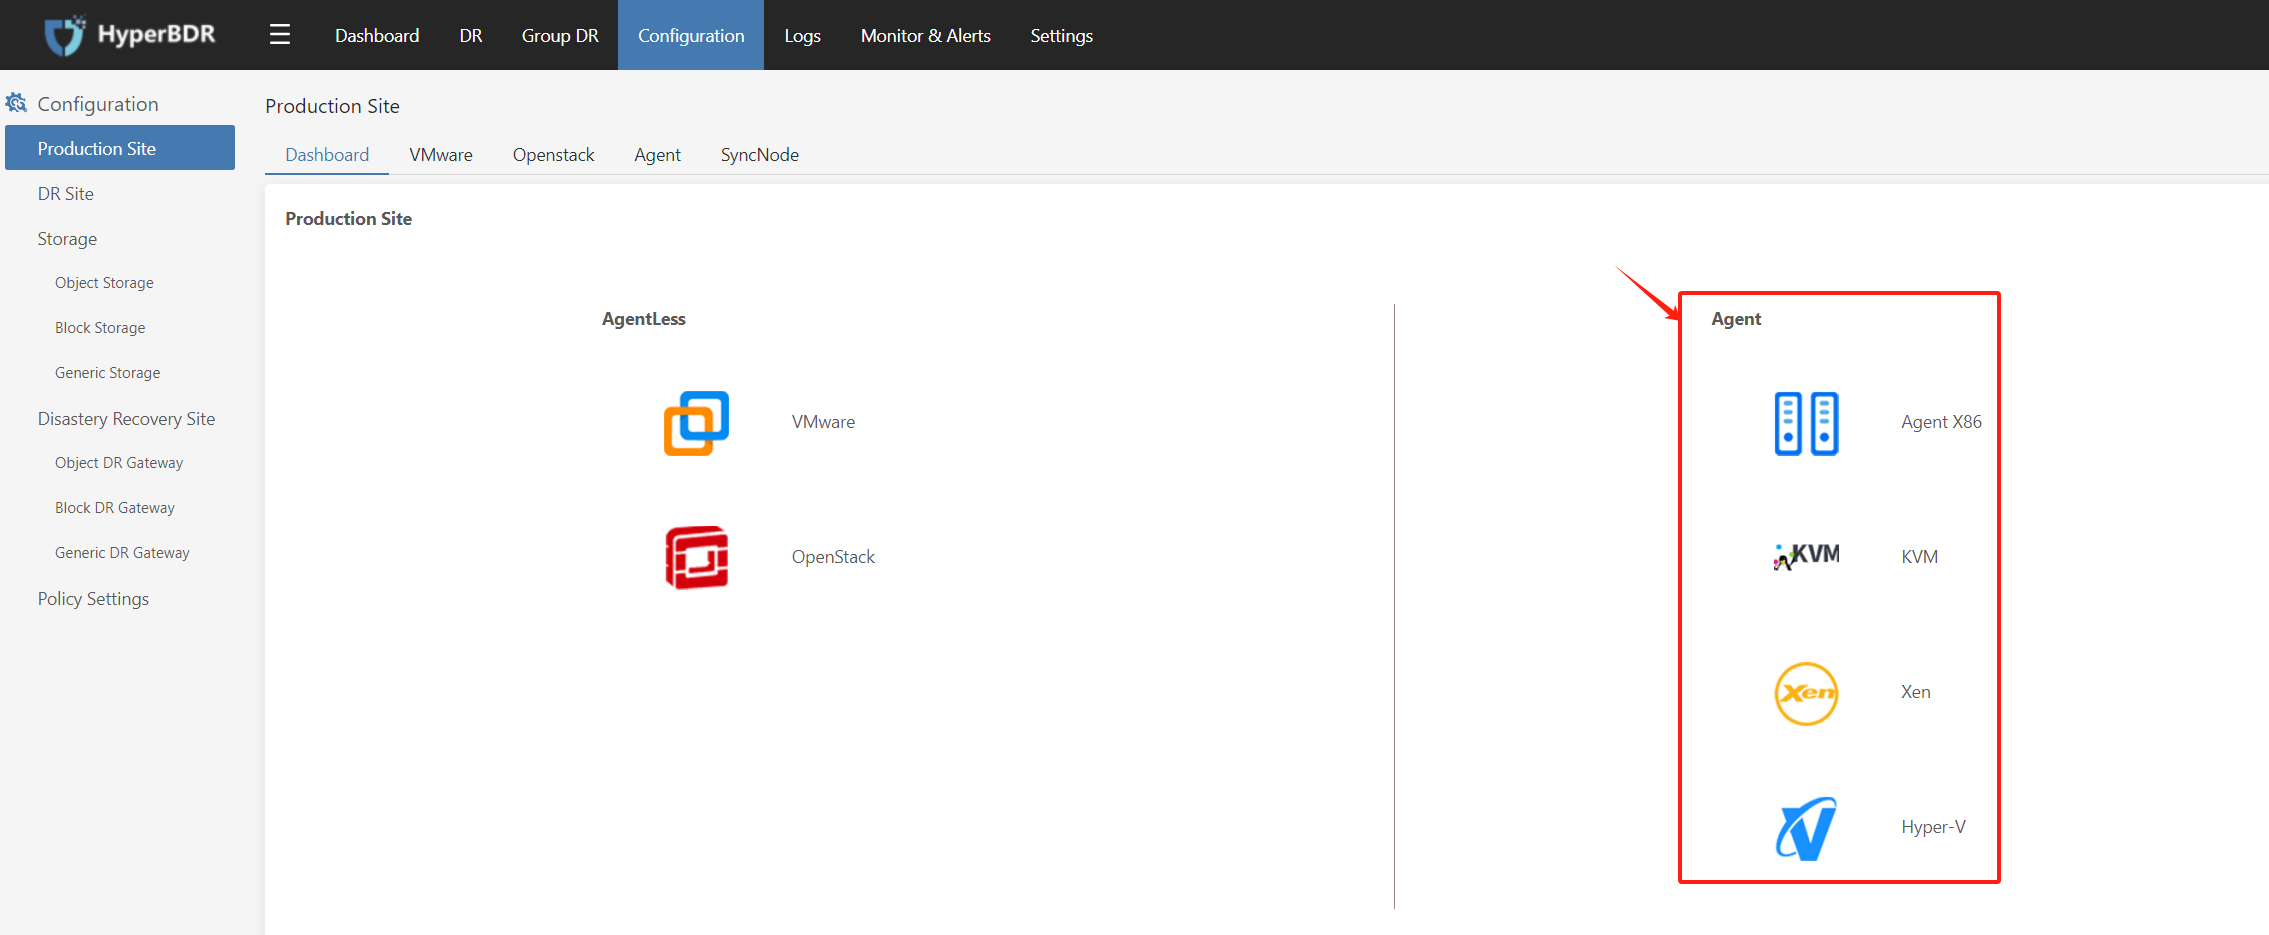 HyperBDR
Dashboard
DR
Group DR
Configuration
Logs
Monitor & Alerts
Settings
Configuration
Production Site
DR Site
Storage
Object Storage
Block Storage
Generic Storage
Disastery Recovery Site
Object DR Gateway
Block DR Gateway
Generic DR Gateway
Policy Settings
Production Site
Dashboard
VMware
Openstack
Agent
SyncNode
Production Site
AgentLess
VMware
OpenStack
Agent
Agent X86
KVM
KVM
Xen
Xen
Hyper-V